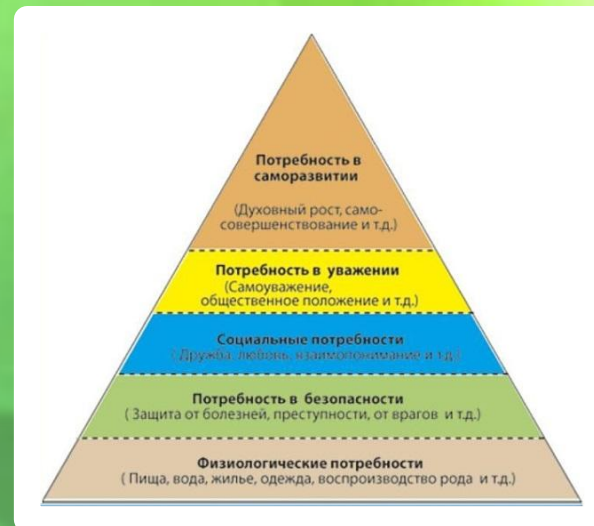 Потребность в
саморазвитии
(Духовный рост, само-
совершенствование и т.д.)
Потребность в уважении
(Самоуважение,
общественное положение и т.д.)
Социальные потребности
( Дружба, любовь, взаимопонимание и т.д.)
Потребность в безопасности
( Защита от болезней, преступности, от врагов и т.д.)
Физиологические потребности
( Пища, вода, жилье, одежда, воспроизводство рода и т.д.)